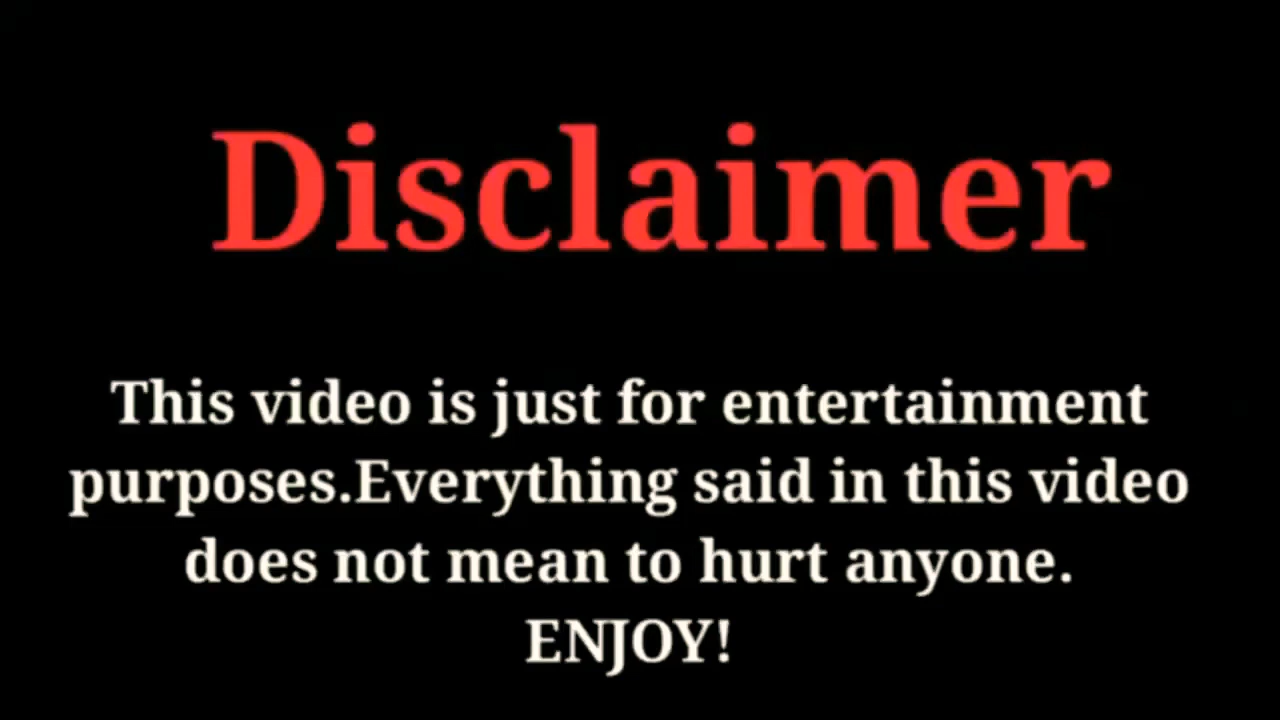 Disclaimer
This video is just for entertainment
purposes.Everything said in this video
does not mean to hurt anyone.
ENJOY!